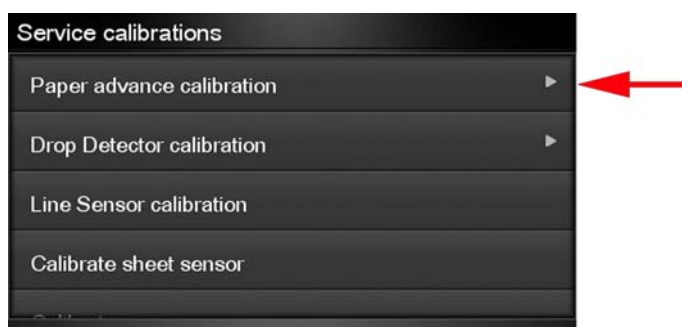 Service calibrations
Paper advance calibration
Drop Detector calibration
Line Sensor calibration
Calibrate sheet sensor